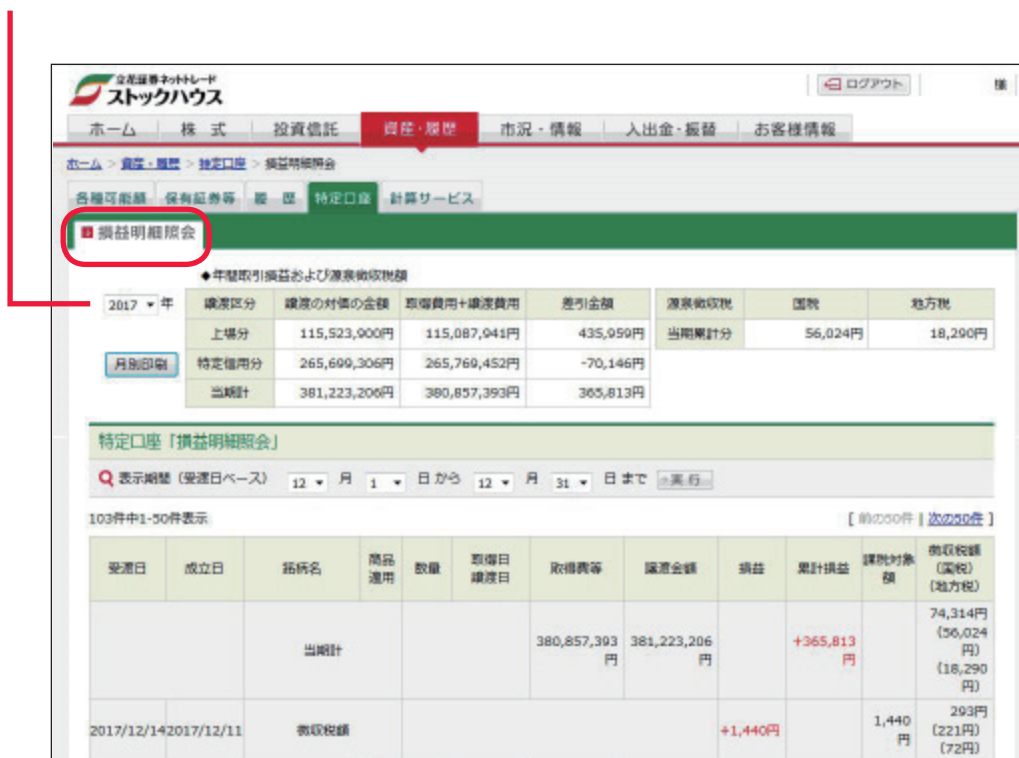 立花証券ネットトレード
ストックハウス
ログアウト 様
ホーム 株 式 投資信託 資産・履歴 市況・情報 入出金・振替 お客様情報
ホーム > 資産・履歴 > 特定口座 > 損益明細照会
各種可能額 保有証券等 履 歴 特定口座 計算サービス
損益明細照会
◆年間取引損益および源泉徴収税額
2017 年 譲渡区分 譲渡の対価の金額 取得費用+譲渡費用 差引金額 源泉徴収税 国税 地方税
上場分 115,523,900円 115,087,941円 435,959円 当期累計分 56,024円 18,290円
月別印刷 特定信用分 265,699,306円 265,769,452円 -70,146円
当期計 381,223,206円 380,857,393円 365,813円
特定口座「損益明細照会」
表示期間(受渡日ベース) 12 月 1 日 から 12 月 31 日 まで 実 行
103件中1-50件表示 [ 前の50件 | 次の50件 ]
受渡日 成立日 銘柄名 商品適用 数量 取得日譲渡日 取得費等 譲渡金額 損益 累計損益 課税対象額 徴収税額(国税)(地方税)
当期計 380,857,393円 381,223,206円 +365,813円 74,314円(56,024円)(18,290円)
2017/12/14 2017/12/11 徴収税額 +1,440円 1,440円 293円(221円)(72円)